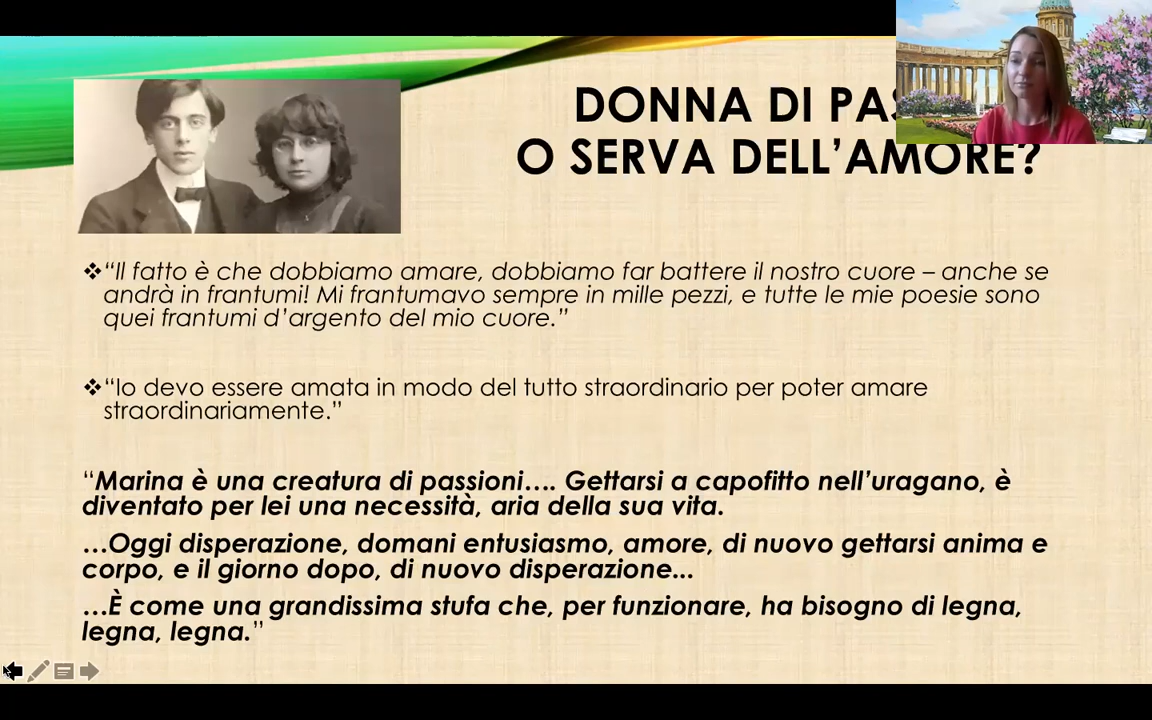 DONNA DI
O SERVA DELL’AMORE?
❖“Il fatto è che dobbiamo amare, dobbiamo far battere il nostro cuore – anche se
andrà in frantumi! Mi frantumavo sempre in mille pezzi, e tutte le mie poesie sono
quei frantumi d’argento del mio cuore.”
❖“Io devo essere amata in modo del tutto straordinario per poter amare
straordinariamente.”
“Marina è una creatura di passioni…. Gettarsi a capofitto nell’uragano, è
diventato per lei una necessità, aria della sua vita.
…Oggi disperazione, domani entusiasmo, amore, di nuovo gettarsi anima e
corpo, e il giorno dopo, di nuovo disperazione...
…È come una grandissima stufa che, per funzionare, ha bisogno di legna,
legna, legna.”